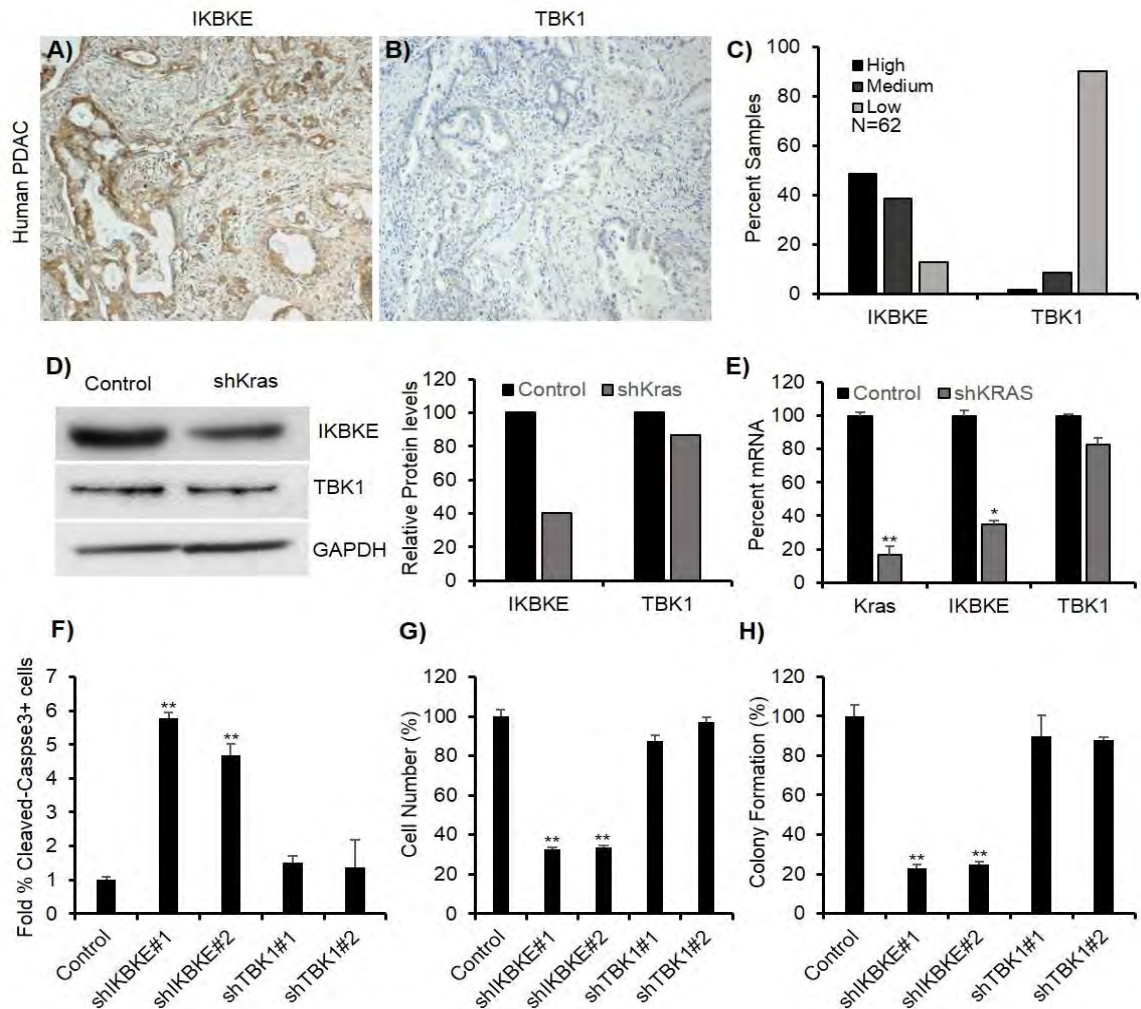 IKBKE
TBK1
A)
B)
Human PDAC
C)
High
Medium
Low
N=62
Percent Samples
100
80
60
40
20
0
IKBKE
TBK1
D)
Control
shKras
IKBKE
TBK1
GAPDH
Control
shKras
Relative Protein levels
120
100
80
60
40
20
0
IKBKE
TBK1
E)
Control
shKRAS
Percent mRNA
120
100
80
60
40
20
0
**
*
Kras
IKBKE
TBK1
F)
Fold % Cleaved-Caspse3+ cells
7
6
5
4
3
2
1
0
**
**
Control
shIKBKE#1
shIKBKE#2
shTBK1#1
shTBK1#2
G)
Cell Number (%)
120
100
80
60
40
20
0
**
**
Control
shIKBKE#1
shIKBKE#2
shTBK1#1
shTBK1#2
H)
Colony Formation (%)
120
100
80
60
40
20
0
**
**
Control
shIKBKE#1
shIKBKE#2
shTBK1#1
shTBK1#2